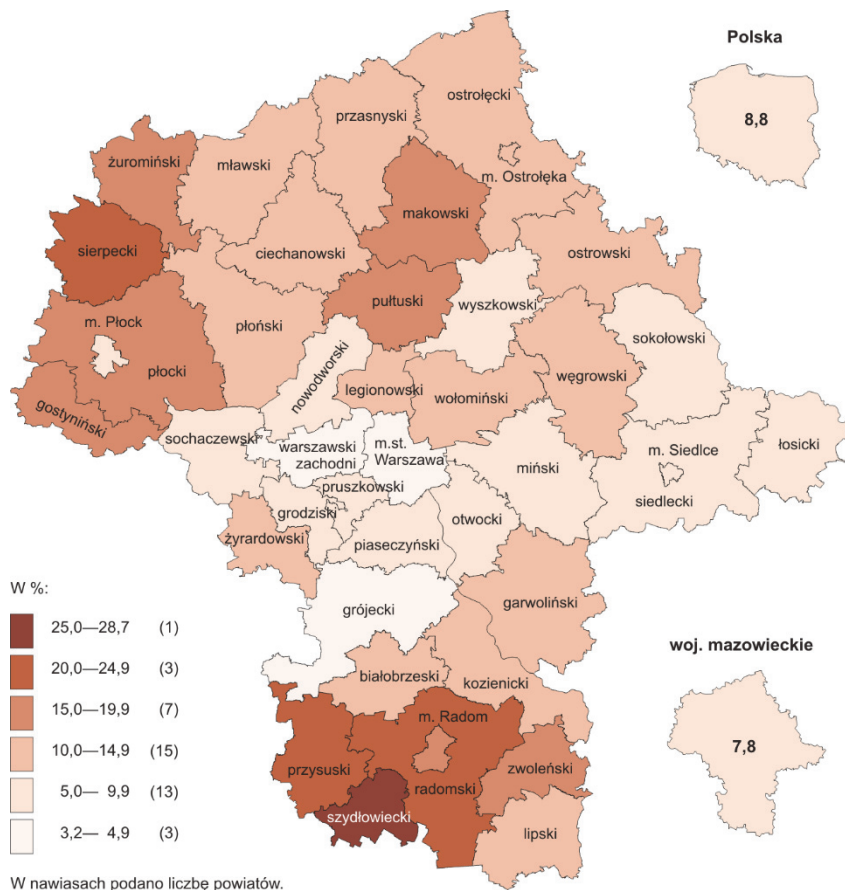 Polska
8,8
ostrołęcki
przasnyski
żuromiński
mławski
m. Ostrołęka
makowski
sierpecki
ciechanowski
ostrowski
pułtuski
wyszkowski
m. Płock
płoński
sokołowski
płocki
nowodworski
legionowski
wołomiński
węgrowski
gostyniński
sochaczewski
warszawski
zachodni
m.st.
Warszawa
m. Siedlce
łosicki
miński
pruszkowski
siedlecki
grodziski
otwocki
żyrardowski
piaseczyński
W %:
grójecki
garwoliński
25,0—28,7 (1)
20,0—24,9 (3)
15,0—19,9 (7)
10,0—14,9 (15)
5,0— 9,9 (13)
3,2— 4,9 (3)
woj. mazowieckie
7,8
białobrzeski
kozienicki
m. Radom
przysuski
zwoleński
radomski
szydłowiecki
lipski
W nawiasach podano liczbę powiatów.